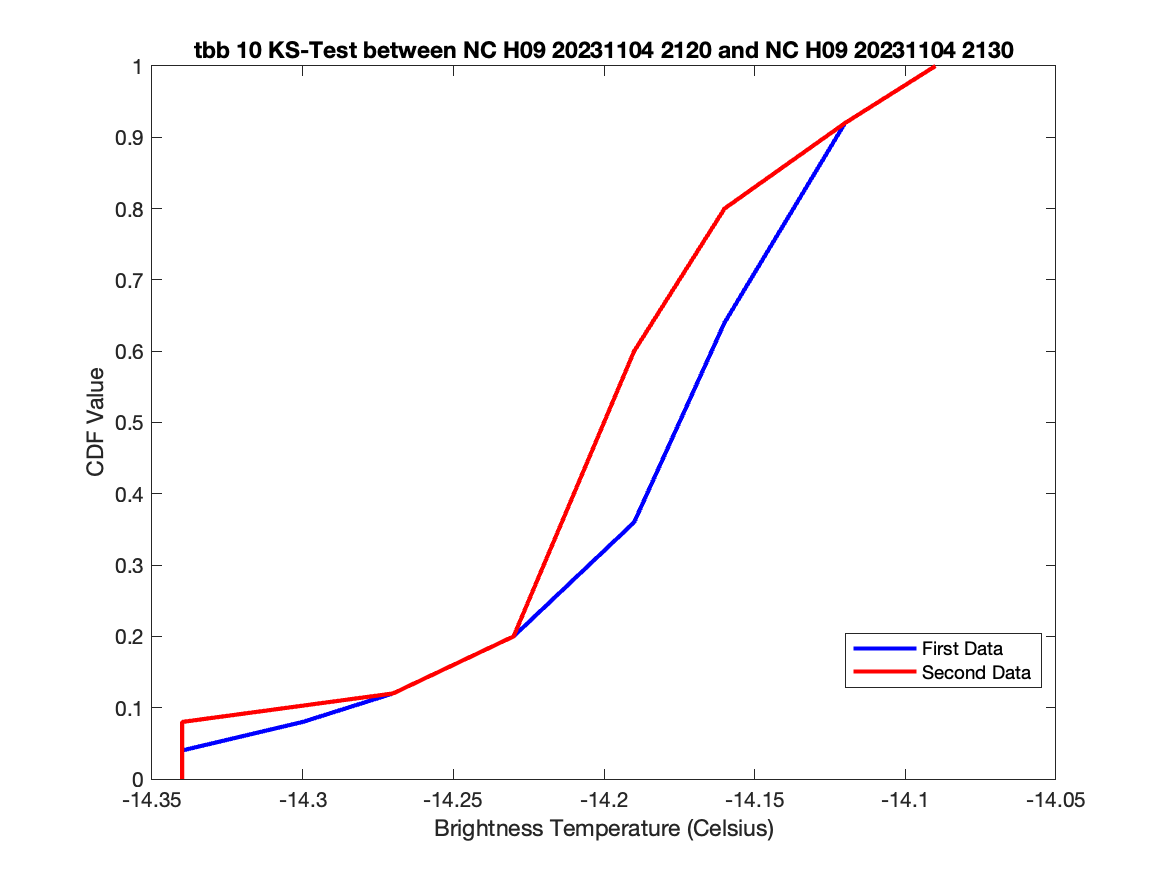 tbb 10 KS-Test between NC H09 20231104 2120 and NC H09 20231104 2130
1
0.9
0.8
0.7
0.6
0.5
0.4
0.3
0.2
0.1
0
CDF Value
First Data
Second Data
-14.35 -14.3 -14.25 -14.2 -14.15 -14.1 -14.05
Brightness Temperature (Celsius)